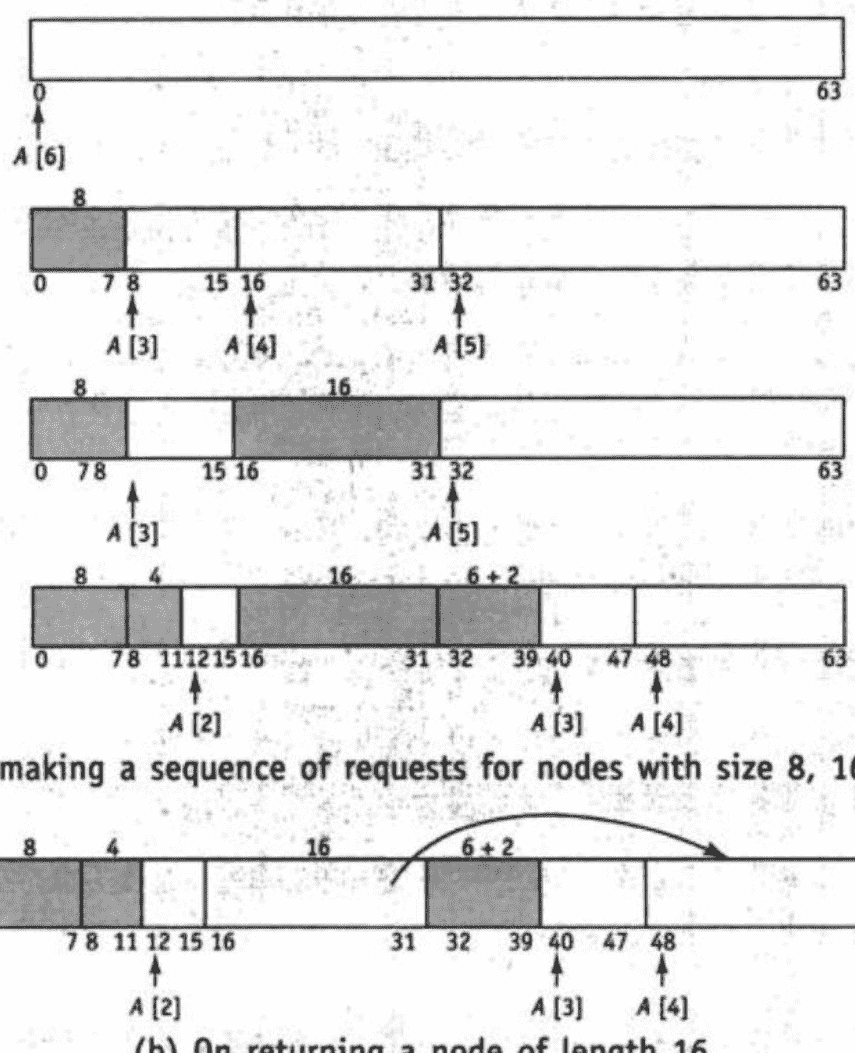 0 63
A [6]
8
0 7 8 15 16 31 32 63
A [3] A [4] A [5]
8 16
0 7 8 15 16 31 32 63
A [3] A [5]
8 4 16 6 + 2
0 7 8 11 12 15 16 31 32 39 40 47 48 63
A [2] A [3] A [4]
making a sequence of requests for nodes with size 8, 16
8 4 16 6 + 2
7 8 11 12 15 16 31 32 39 40 47 48
A [2] A [3] A [4]
(b) On returning a node of length 16